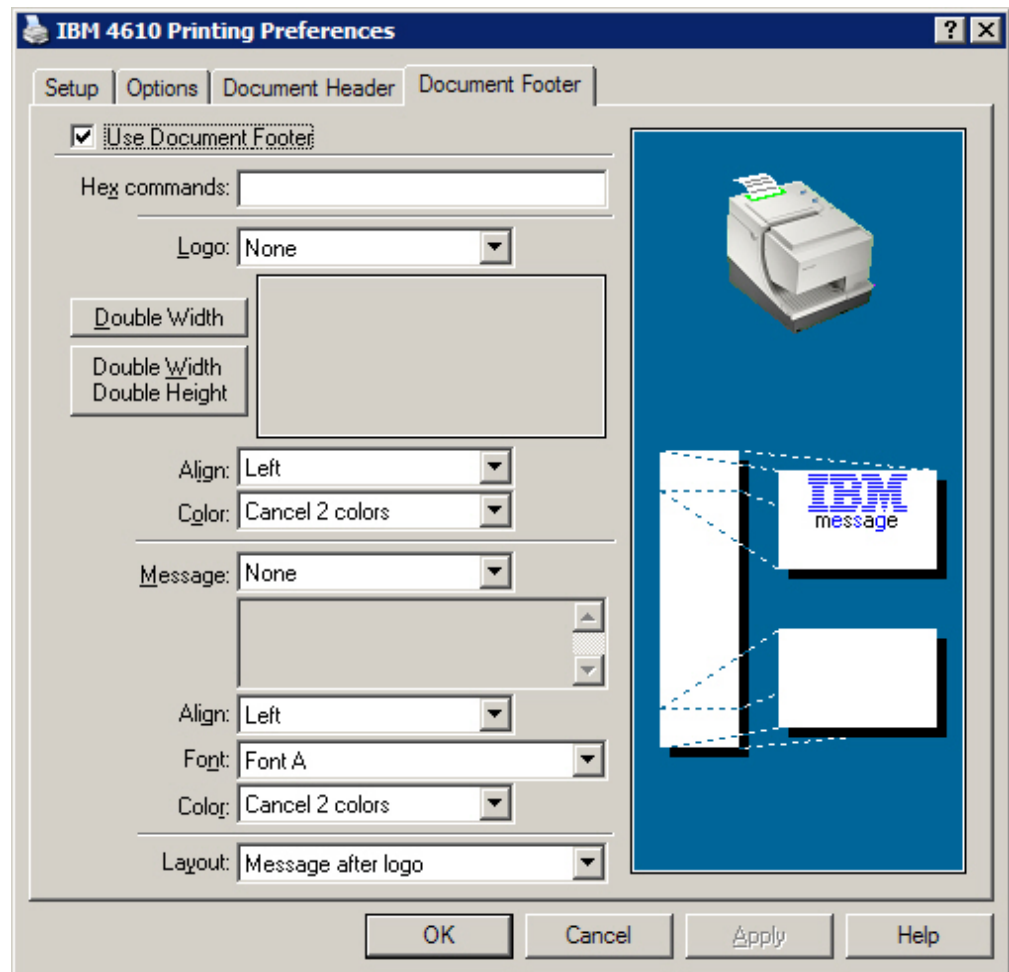 IBM 4610 Printing Preferences
Setup
Options
Document Header
Document Footer
Use Document Footer
Hex commands:
Logo: None
Double Width
Double Width
Double Height
Align: Left
Color: Cancel 2 colors
Message: None
Align: Left
Font: Font A
Color: Cancel 2 colors
Layout: Message after logo
IBM
message
OK
Cancel
Apply
Help